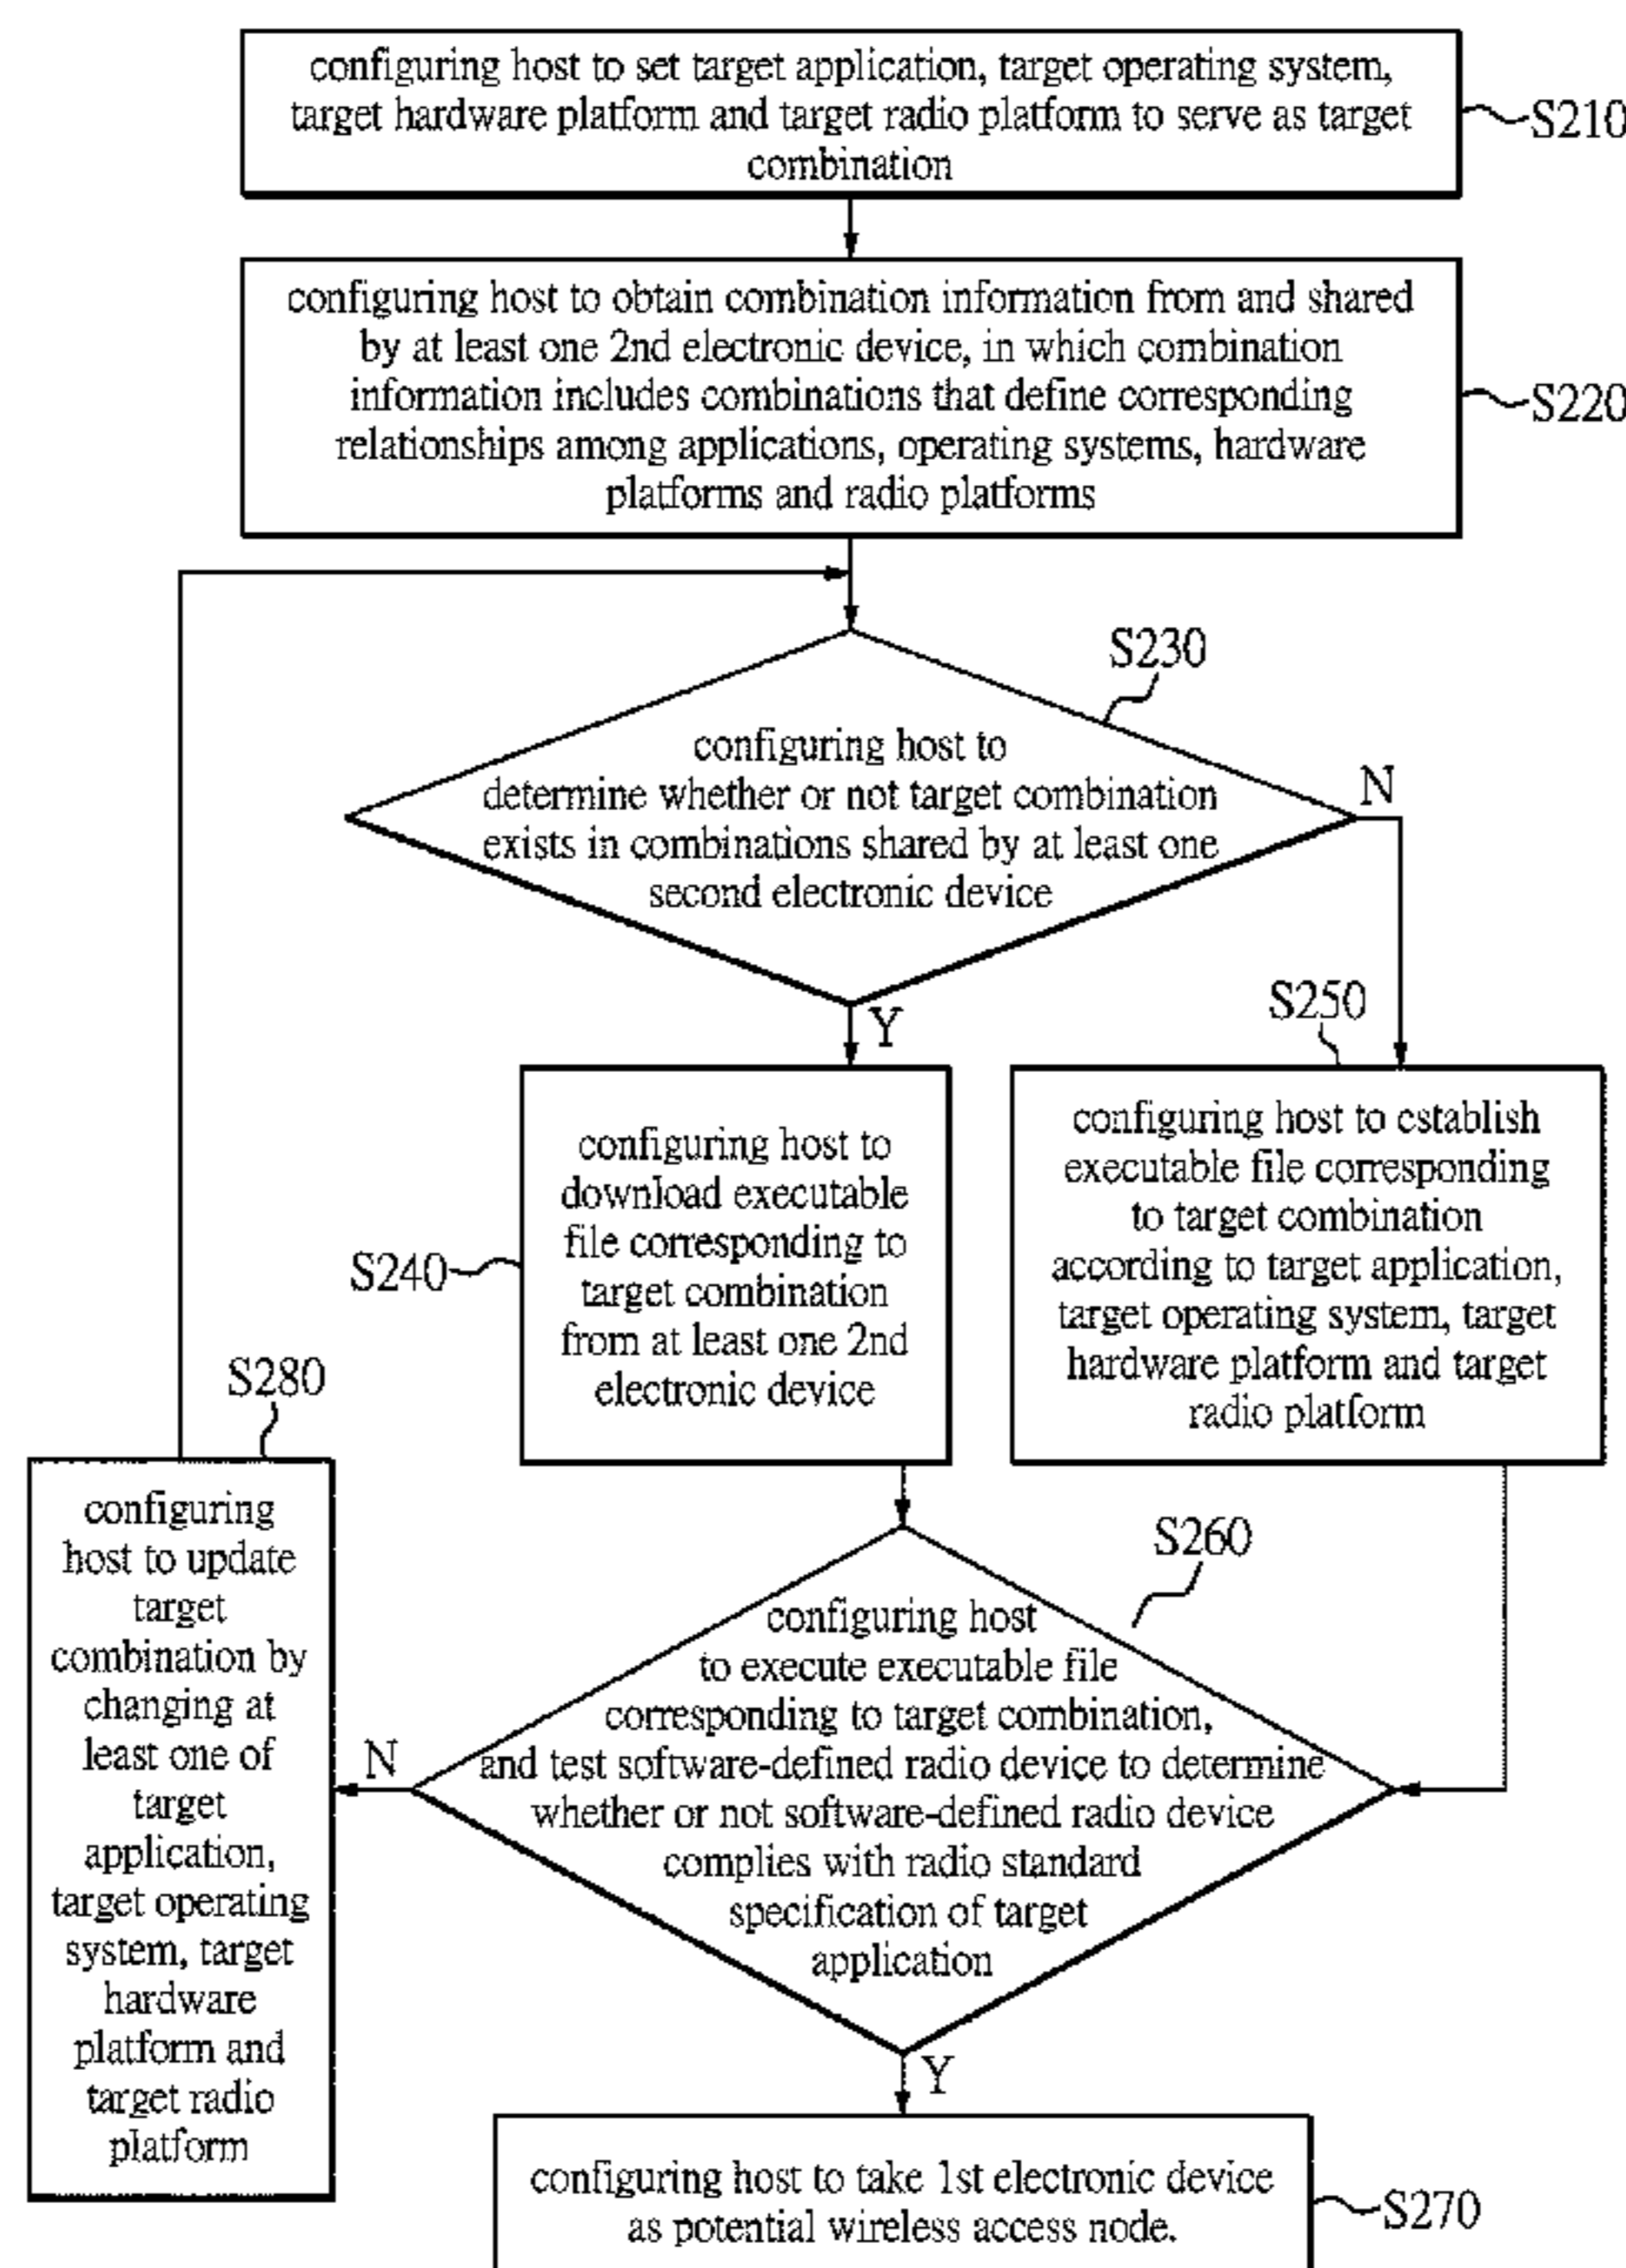 configuring host to set target application, target operating system,
target hardware platform and target radio platform to serve as target
combination
S210
configuring host to obtain combination information from and shared
by at least one 2nd electronic device, in which combination
information includes combinations that define corresponding
relationships among applications, operating systems, hardware
platforms and radio platforms
S220
S230
configuring host to
determine whether or not target combination
exists in combinations shared by at least one
second electronic device
N
Y
S250
configuring host to
download executable
file corresponding to
target combination
from at least one 2nd
electronic device
S240
configuring host to establish
executable file corresponding
to target combination
according to target application,
target operating system, target
hardware platform and target
radio platform
S280
configuring
host to update
target
combination by
changing at
least one of
target
application,
target operating
system, target
hardware
platform and
target radio
platform
S260
configuring host
to execute executable file
corresponding to target combination,
and test software-defined radio device to determine
whether or not software-defined radio device
complies with radio standard
specification of target
application
N
Y
configuring host to take 1st electronic device
as potential wireless access node.
S270